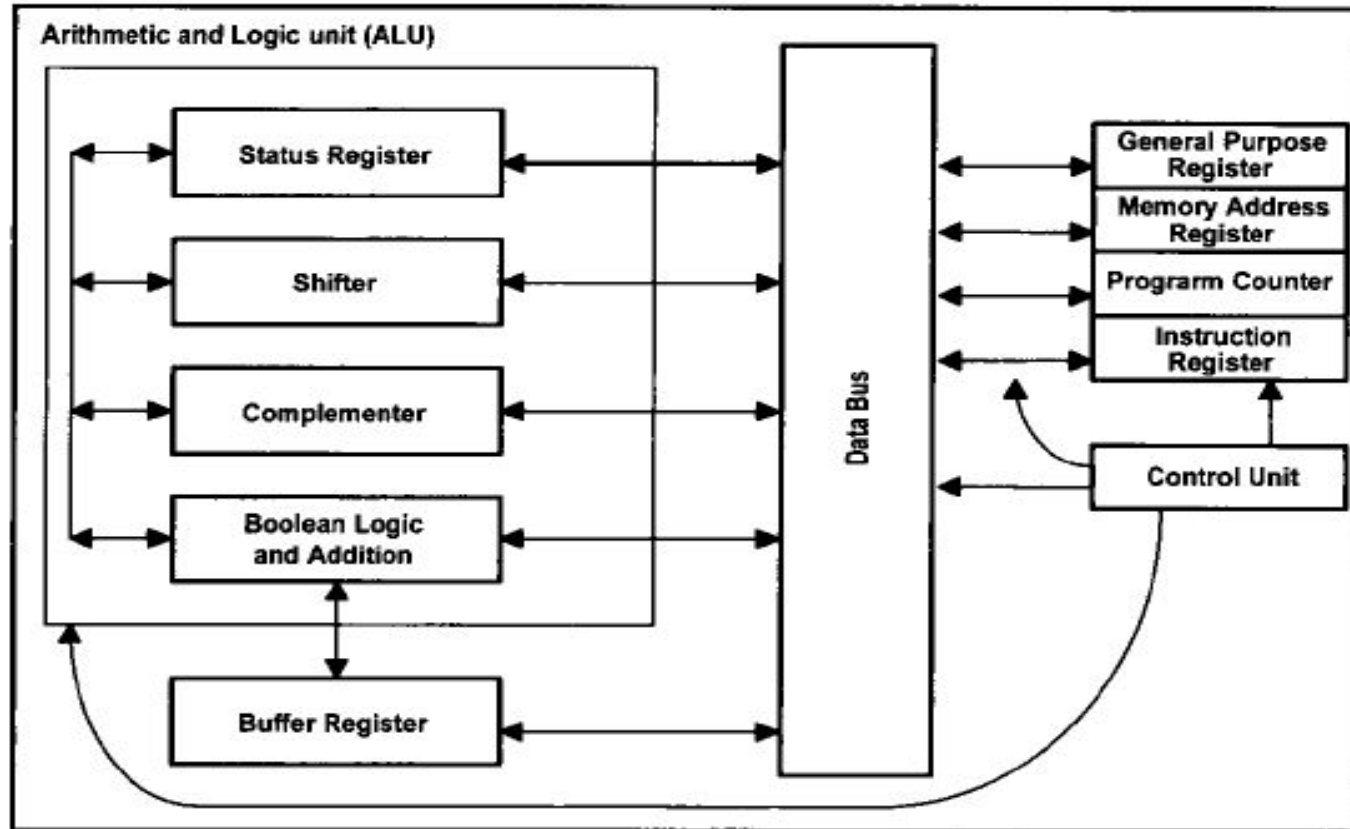 Arithmetic and Logic unit (ALU)
Status Register
Shifter
Complementer
Boolean Logic
and Addition
Buffer Register
Data Bus
General Purpose
Register
Memory Address
Register
Programm Counter
Instruction
Register
Control Unit